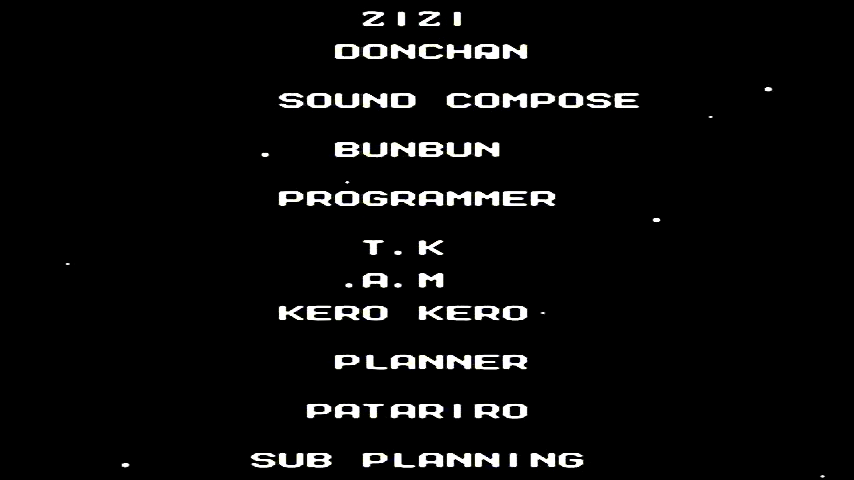 ZIZI
DONCHAN
SOUND COMPOSE
BUNBUN
PROGRAMMER
T.K
A.M
KERO KERO
PLANNER
PATARIRO
SUB PLANNING